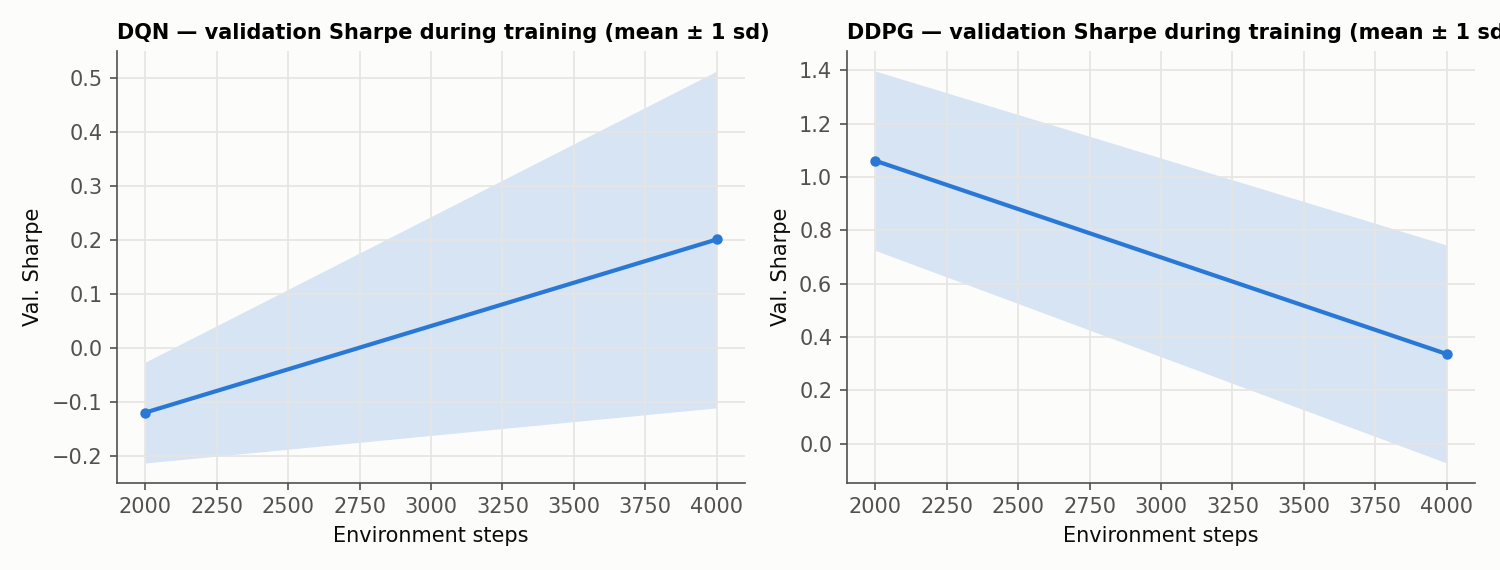 DQN — validation Sharpe during training (mean ± 1 sd)
Val. Sharpe
0.5
0.4
0.3
0.2
0.1
0.0
−0.1
−0.2
2000 2250 2500 2750 3000 3250 3500 3750 4000
Environment steps
DDPG — validation Sharpe during training (mean ± 1 sd
Val. Sharpe
1.4
1.2
1.0
0.8
0.6
0.4
0.2
0.0
2000 2250 2500 2750 3000 3250 3500 3750 4000
Environment steps